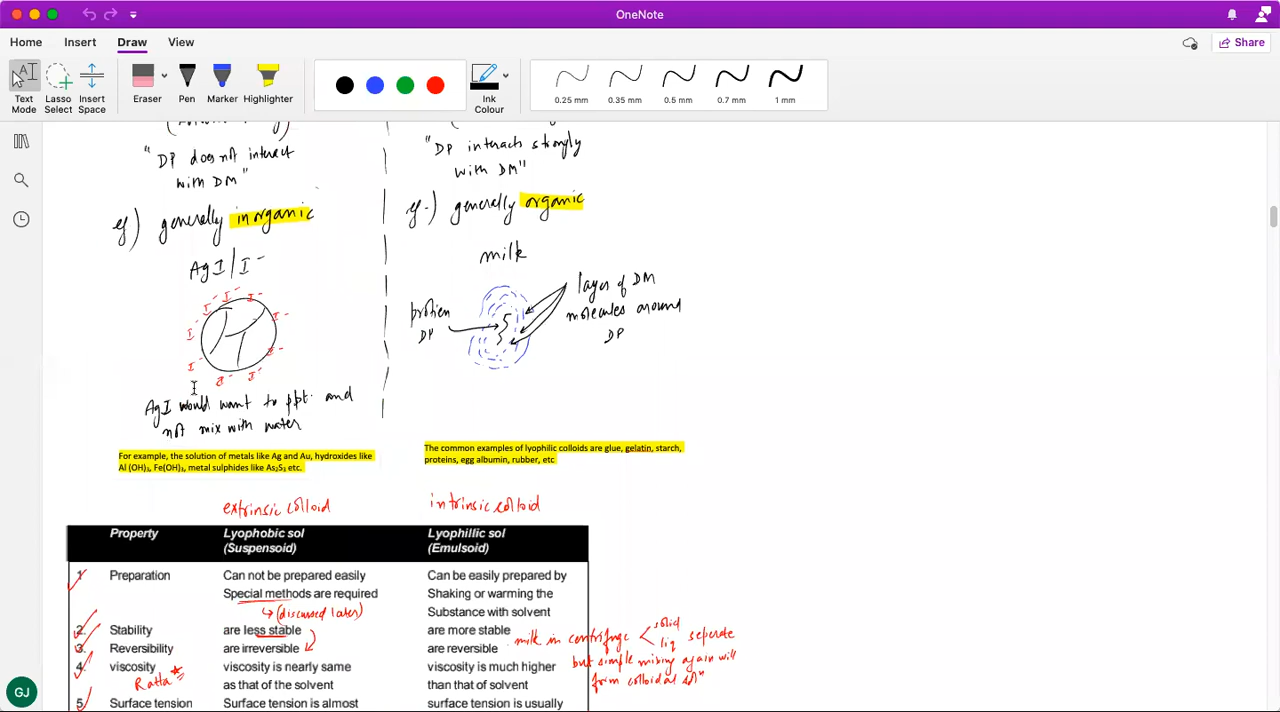 OneNote
Home Insert Draw View
Share
Text Mode
Lasso Select
Insert Space
Eraser
Pen
Marker
Highlighter
Ink Colour
0.25 mm
0.35 mm
0.5 mm
0.7 mm
1 mm
"DP does not interact
with DM"
eg) generally inorganic
AgI/I-
I- I- I- I- I- I- I- I- I- I-
AgI would want to ppt. and
not mix with water
For example, the solution of metals like Ag and Au, hydroxides like
Al (OH)₃, Fe(OH)₃, metal sulphides like As₂S₃ etc.
"DP interacts strongly
with DM"
eg.) generally organic
milk
protien
DP
layer of DM
molecules around
DP
The common examples of lyophilic colloids are glue, gelatin, starch,
proteins, egg albumin, rubber, etc
extrinsic colloid
intrinsic colloid
Property Lyophobic sol (Suspensoid) Lyophillic sol (Emulsoid)
1. Preparation Can not be prepared easily Can be easily prepared by
Special methods are required Shaking or warming the
↳ (discussed later) Substance with solvent
2. Stability are less stable are more stable
3. Reversibility are irreversible are reversible
milk in centrifuge < solid liq seperate
but simple mixing again will
form colloidal solⁿ
4. viscosity viscosity is nearly same viscosity is much higher
Ratta as that of the solvent than that of solvent
5. Surface tension Surface tension is almost surface tension is usually
GJ